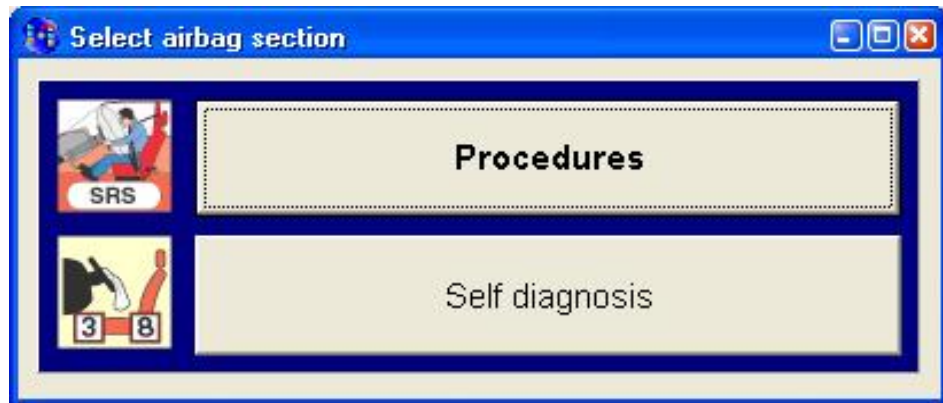 Select airbag section
Procedures
SRS
Self diagnosis
3 8